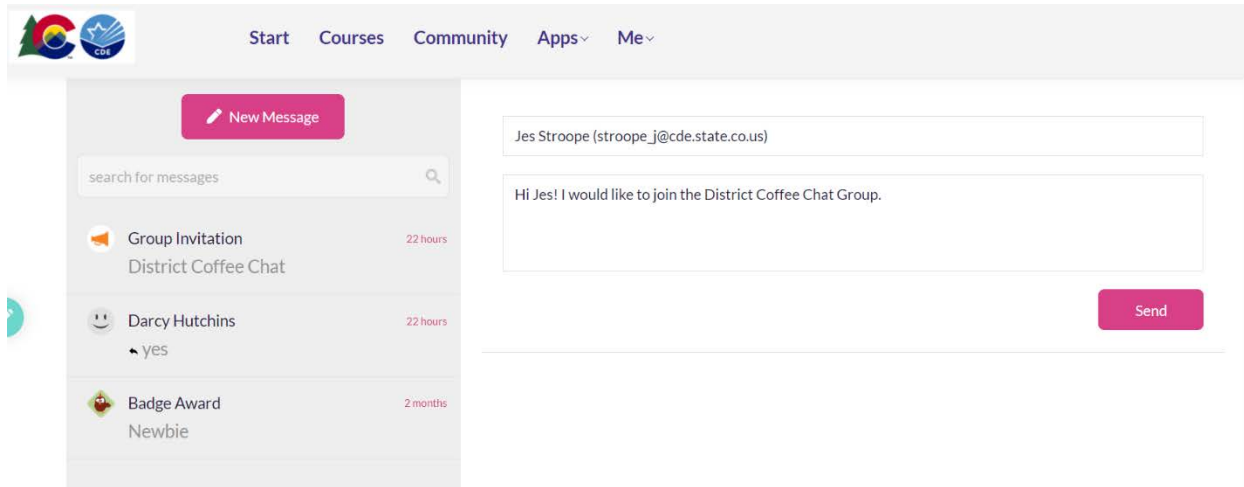 CDE
Start Courses Community Apps Me
New Message
search for messages
Group Invitation 22 hours
District Coffee Chat
Darcy Hutchins 22 hours
yes
Badge Award 2 months
Newbie
Jes Stroope (stroope_j@cde.state.co.us)
Hi Jes! I would like to join the District Coffee Chat Group.
Send